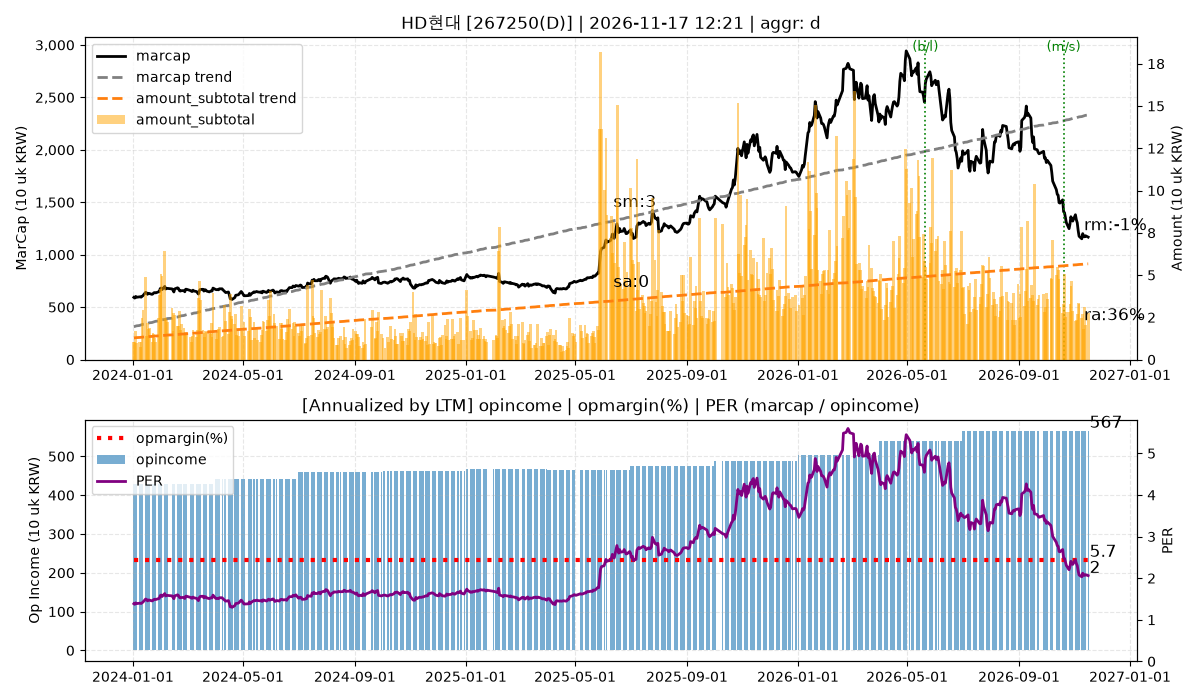 HD현대 [267250(D)] | 2026-11-17 12:21 | aggr: d
MarCap (10 uk KRW)
3,000
2,500
2,000
1,500
1,000
500
0
marcap
marcap trend
amount_subtotal trend
amount_subtotal
(b/l)
(m/s)
sm:3
sa:0
rm:-1%
ra:36%
18
15
12
10
8
5
2
0
Amount (10 uk KRW)
2024-01-01
2024-05-01
2024-09-01
2025-01-01
2025-05-01
2025-09-01
2026-01-01
2026-05-01
2026-09-01
2027-01-01
[Annualized by LTM] opincome | opmargin(%) | PER (marcap / opincome)
Op Income (10 uk KRW)
500
400
300
200
100
0
opmargin(%)
opincome
PER
567
5.7
2
5
4
3
2
1
0
PER
2024-01-01
2024-05-01
2024-09-01
2025-01-01
2025-05-01
2025-09-01
2026-01-01
2026-05-01
2026-09-01
2027-01-01